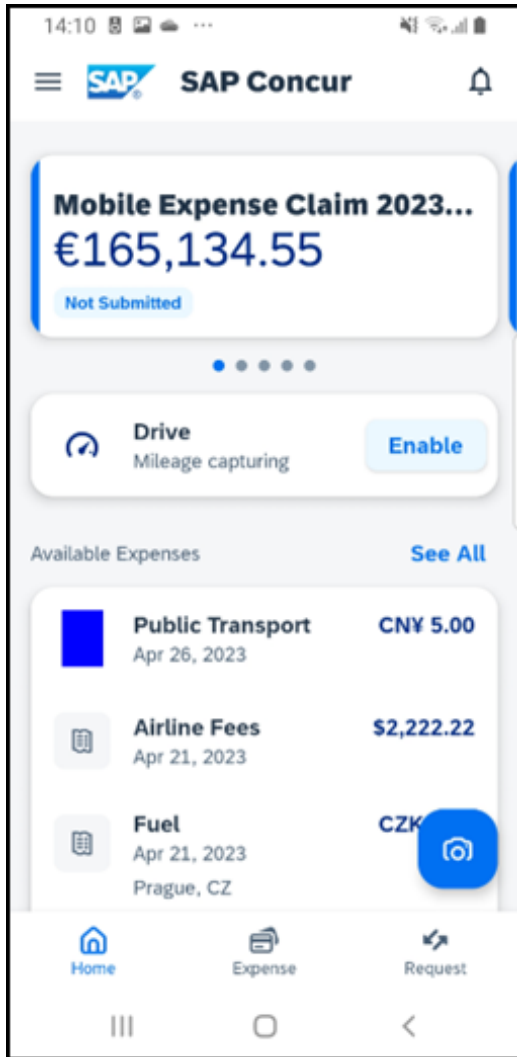 14:10
SAP SAP Concur
Mobile Expense Claim 2023...
€165,134.55
Not Submitted
Drive
Mileage capturing
Enable
Available Expenses
See All
Public Transport
CN¥ 5.00
Apr 26, 2023
Airline Fees
$2,222.22
Apr 21, 2023
Fuel
CZK
Apr 21, 2023
Prague, CZ
Home
Expense
Request